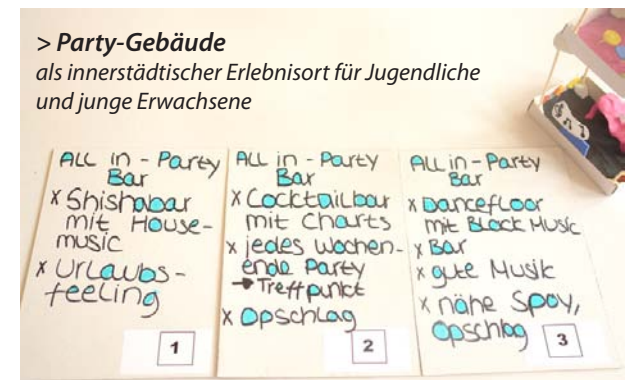 > Party-Gebäude
als innerstädtischer Erlebnisort für Jugendliche
und junge Erwachsene
ALL in - Party
Bar
x Shishabar
mit House-
music
x Urlaubs-
feeling
1
ALL in - Party
Bar
x Cocktailbar
mit Charts
x jedes Wochen-
ende Party
→ Treffpunkt
x Opschlag
2
ALL in - Party
Bar
x Dancefloor
mit Black Music
x Bar
x gute Musik
x nähe Spoy,
Opschlag
3